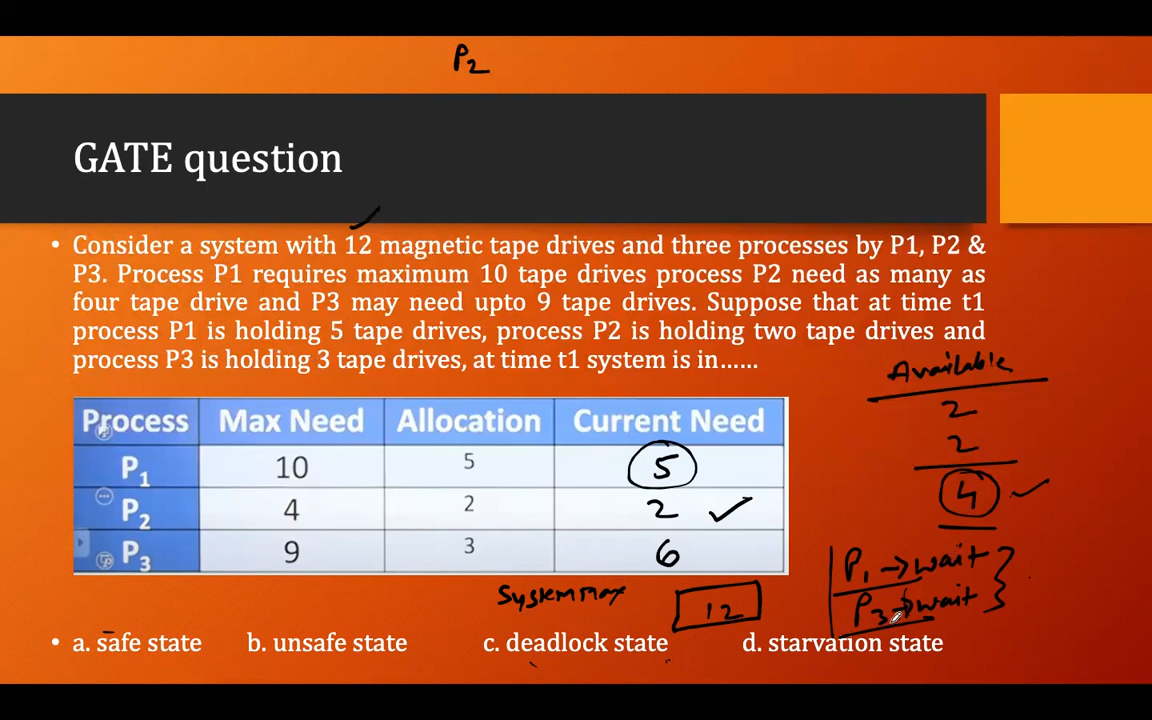 P2
GATE question
• Consider a system with 12 magnetic tape drives and three processes by P1, P2 &
P3. Process P1 requires maximum 10 tape drives process P2 need as many as
four tape drive and P3 may need upto 9 tape drives. Suppose that at time t1
process P1 is holding 5 tape drives, process P2 is holding two tape drives and
process P3 is holding 3 tape drives, at time t1 system is in......
Available
2
2
4
Process Max Need Allocation Current Need
P1 10 5 5
P2 4 2 2
P3 9 3 6
P1 → wait
P3 → wait
System max 12
• a. safe state b. unsafe state c. deadlock state d. starvation state